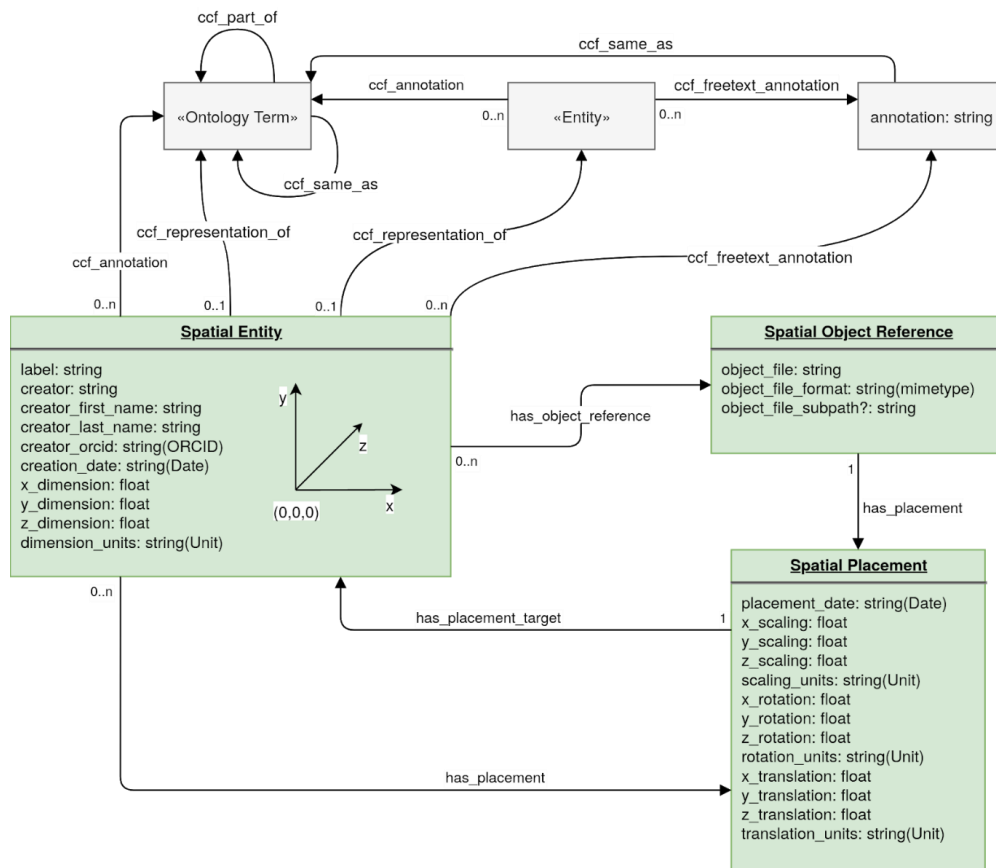 ccf_part_of
ccf_same_as
ccf_annotation
ccf_freetext_annotation
«Ontology Term»
0..n
«Entity»
0..n
annotation: string
ccf_same_as
ccf_representation_of
ccf_representation_of
ccf_annotation
ccf_freetext_annotation
0..n
0..1
0..1
0..n
Spatial Entity
label: string
creator: string
creator_first_name: string
creator_last_name: string
creator_orcid: string(ORCID)
creation_date: string(Date)
x_dimension: float
y_dimension: float
z_dimension: float
dimension_units: string(Unit)
y
z
x
(0,0,0)
has_object_reference
0..n
Spatial Object Reference
object_file: string
object_file_format: string(mimetype)
object_file_subpath?: string
1
has_placement
0..n
has_placement_target
1
has_placement
Spatial Placement
placement_date: string(Date)
x_scaling: float
y_scaling: float
z_scaling: float
scaling_units: string(Unit)
x_rotation: float
y_rotation: float
z_rotation: float
rotation_units: string(Unit)
x_translation: float
y_translation: float
z_translation: float
translation_units: string(Unit)